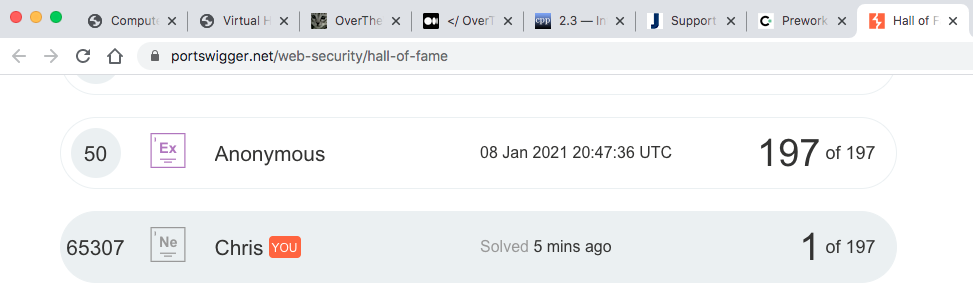 Compute Virtual H OverThe </ OverT 2.3 — In Support Prework Hall of F
portswigger.net/web-security/hall-of-fame
50 Ex Anonymous 08 Jan 2021 20:47:36 UTC 197 of 197
65307 Ne Chris YOU Solved 5 mins ago 1 of 197